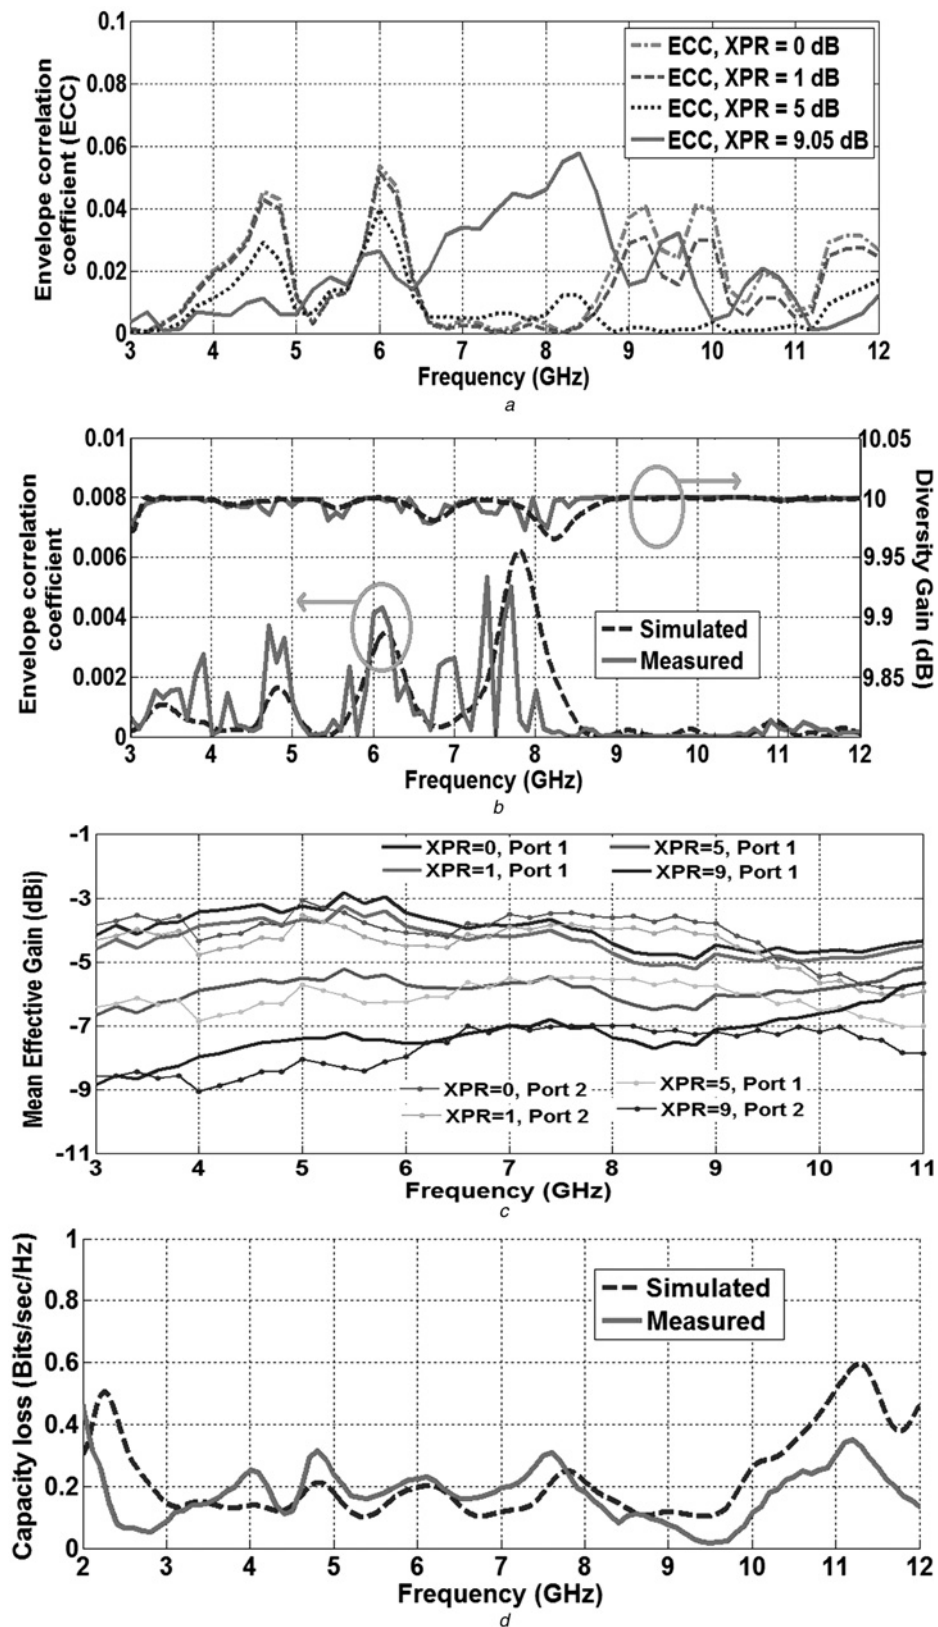 0.1
0.08
0.06
0.04
0.02
0
Envelope correlation
coefficient (ECC)
ECC, XPR = 0 dB
ECC, XPR = 1 dB
ECC, XPR = 5 dB
ECC, XPR = 9.05 dB
3 4 5 6 7 8 9 10 11 12
Frequency (GHz)
a
0.01
0.008
0.006
0.004
0.002
0
Envelope correlation
coefficient
10.05
10
9.95
9.9
9.85
Diversity Gain (dB)
Simulated
Measured
3 4 5 6 7 8 9 10 11 12
Frequency (GHz)
b
-1
-3
-5
-7
-9
-11
Mean Effective Gain (dBi)
XPR=0, Port 1
XPR=1, Port 1
XPR=5, Port 1
XPR=9, Port 1
XPR=0, Port 2
XPR=1, Port 2
XPR=5, Port 1
XPR=9, Port 2
3 4 5 6 7 8 9 10 11
Frequency (GHz)
c
1
0.8
0.6
0.4
0.2
0
Capacity loss (Bits/sec/Hz)
Simulated
Measured
2 3 4 5 6 7 8 9 10 11 12
Frequency (GHz)
d